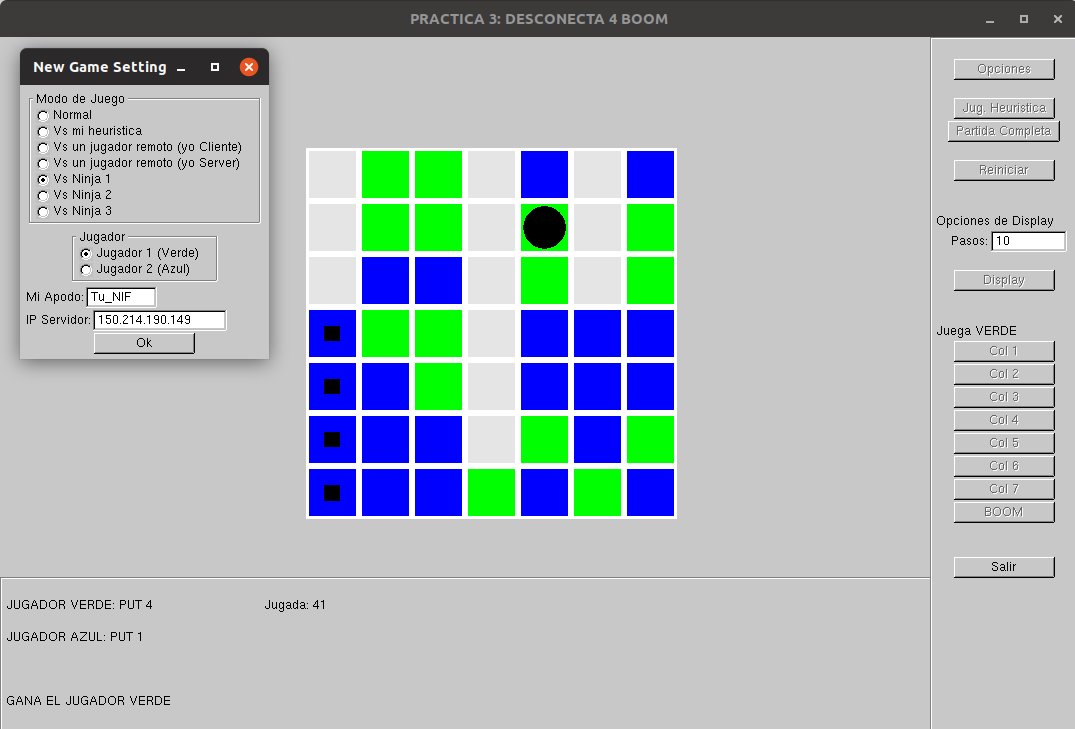 PRACTICA 3: DESCONECTA 4 BOOM
New Game Setting
Modo de Juego
Normal
Vs mi heuristica
Vs un jugador remoto (yo Cliente)
Vs un jugador remoto (yo Server)
Vs Ninja 1
Vs Ninja 2
Vs Ninja 3
Jugador
Jugador 1 (Verde)
Jugador 2 (Azul)
Mi Apodo: Tu_NIF
IP Servidor: 150.214.190.149
Ok
Opciones
Jug. Heuristica
Partida Completa
Reiniciar
Opciones de Display
Pasos: 10
Display
Juega VERDE
Col 1
Col 2
Col 3
Col 4
Col 5
Col 6
Col 7
BOOM
Salir
JUGADOR VERDE: PUT 4 Jugada: 41
JUGADOR AZUL: PUT 1
GANA EL JUGADOR VERDE